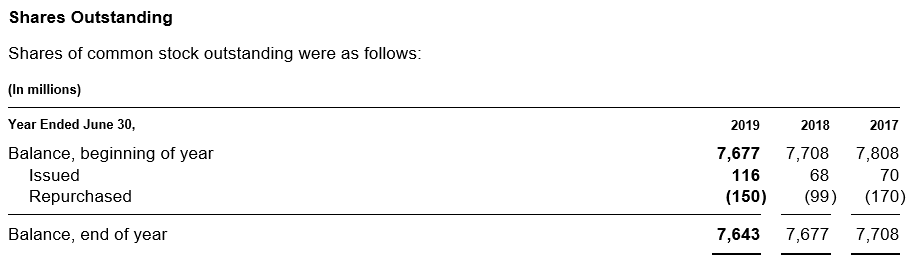 Shares Outstanding
Shares of common stock outstanding were as follows:
(In millions)
Year Ended June 30, 2019 2018 2017
Balance, beginning of year 7,677 7,708 7,808
Issued 116 68 70
Repurchased (150) (99) (170)
Balance, end of year 7,643 7,677 7,708